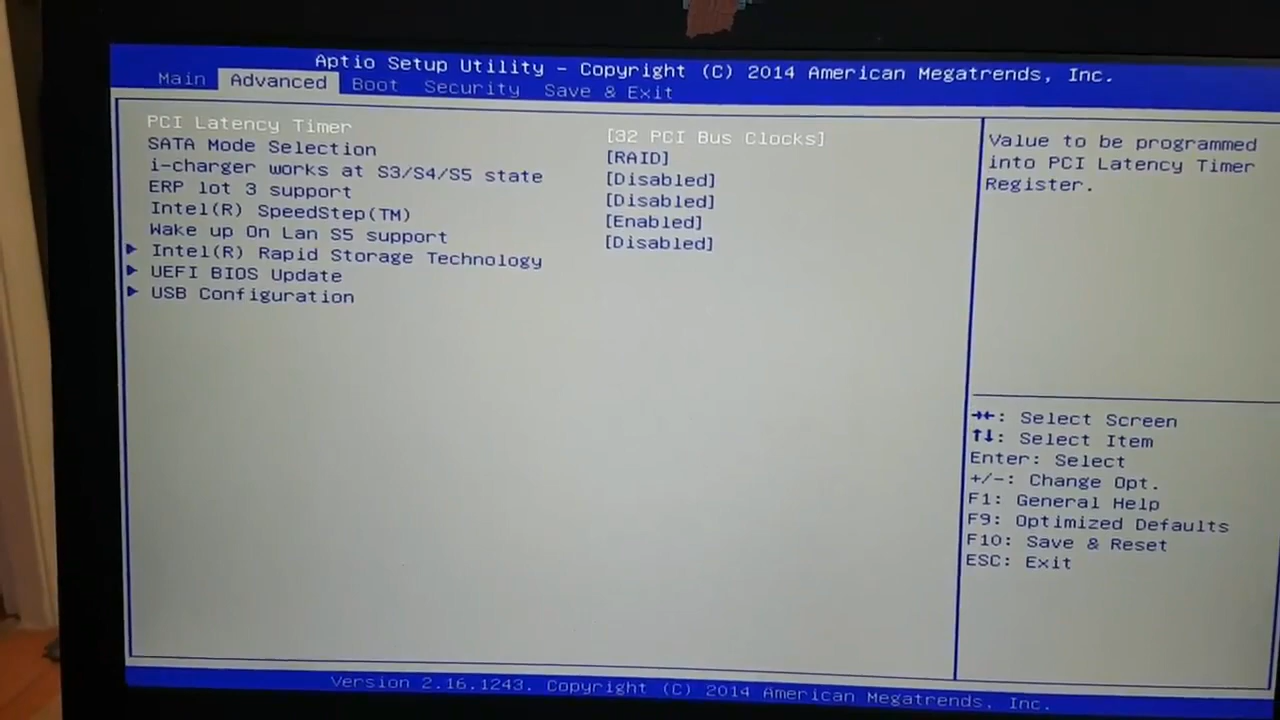 Aptio Setup Utility - Copyright (C) 2014 American Megatrends, Inc.
Main Advanced Boot Security Save & Exit
PCI Latency Timer [32 PCI Bus Clocks]
SATA Mode Selection [RAID]
i-charger works at S3/S4/S5 state [Disabled]
ERP lot 3 support [Disabled]
Intel(R) SpeedStep(TM) [Enabled]
Wake up On Lan S5 support [Disabled]
Intel(R) Rapid Storage Technology
UEFI BIOS Update
USB Configuration
Value to be programmed
into PCI Latency Timer
Register.
→←: Select Screen
↑↓: Select Item
Enter: Select
+/-: Change Opt.
F1: General Help
F9: Optimized Defaults
F10: Save & Reset
ESC: Exit
Version 2.16.1243. Copyright (C) 2014 American Megatrends, Inc.